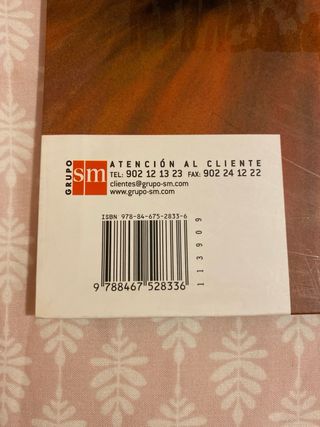 GRUPO
sm
ATENCIÓN AL CLIENTE
TEL: 902 12 13 23 FAX: 902 24 12 22
clientes@grupo-sm.com
www.grupo-sm.com
ISBN 978-84-675-2833-6
9 788467 528336
113909